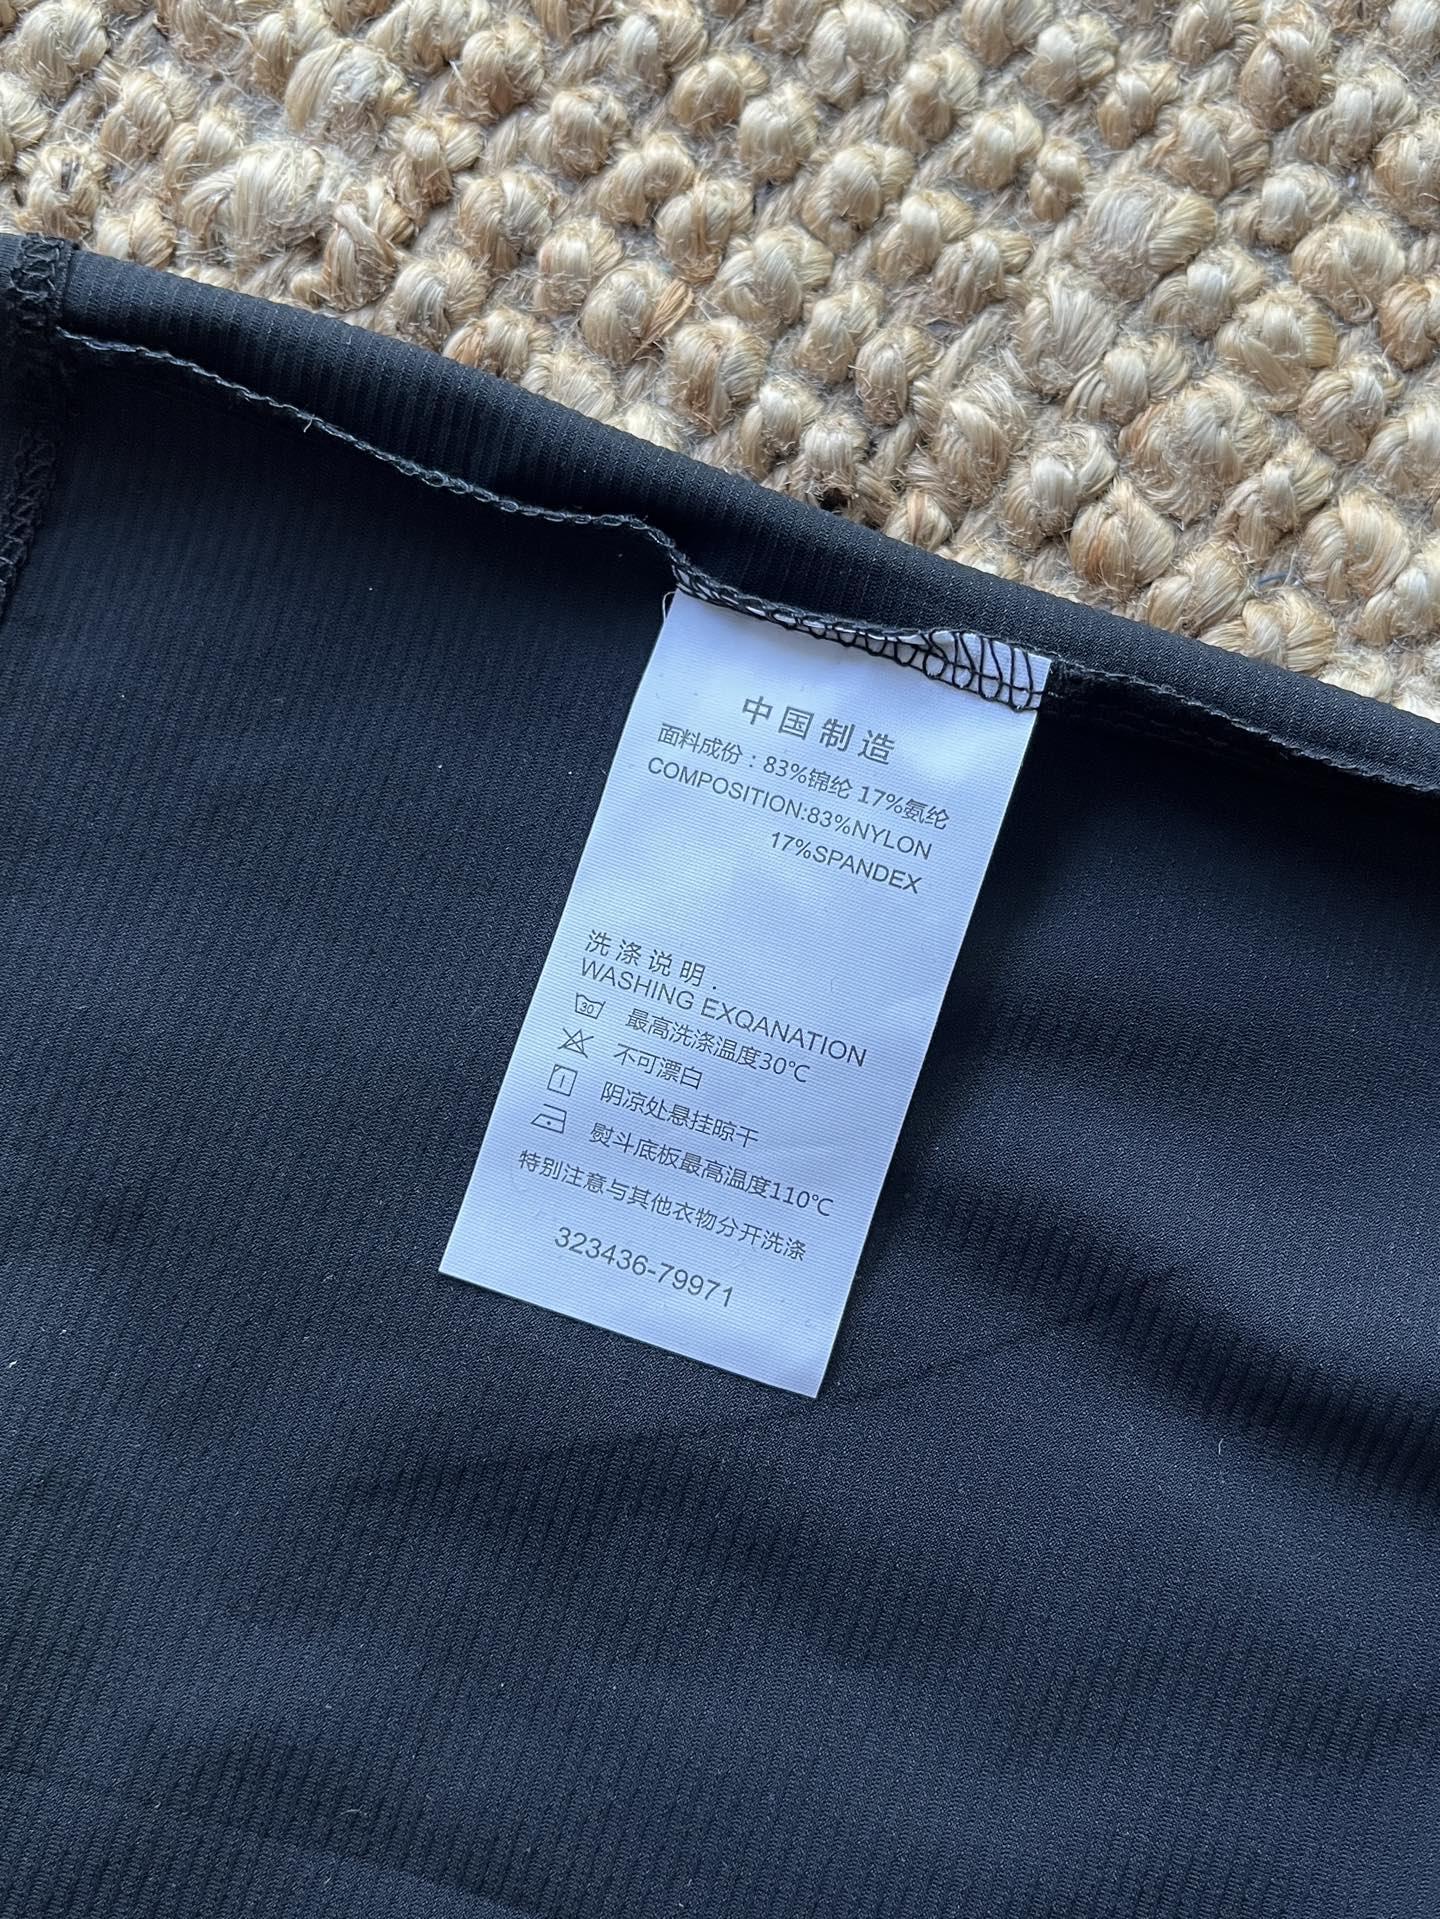 中国制造
面料成份：83%锦纶 17%氨纶
COMPOSITION:83%NYLON
17%SPANDEX
洗涤说明.
WASHING EXQANATION
30 最高洗涤温度30℃
不可漂白
阴凉处悬挂晾干
熨斗底板最高温度110℃
特别注意与其他衣物分开洗涤
323436-79971